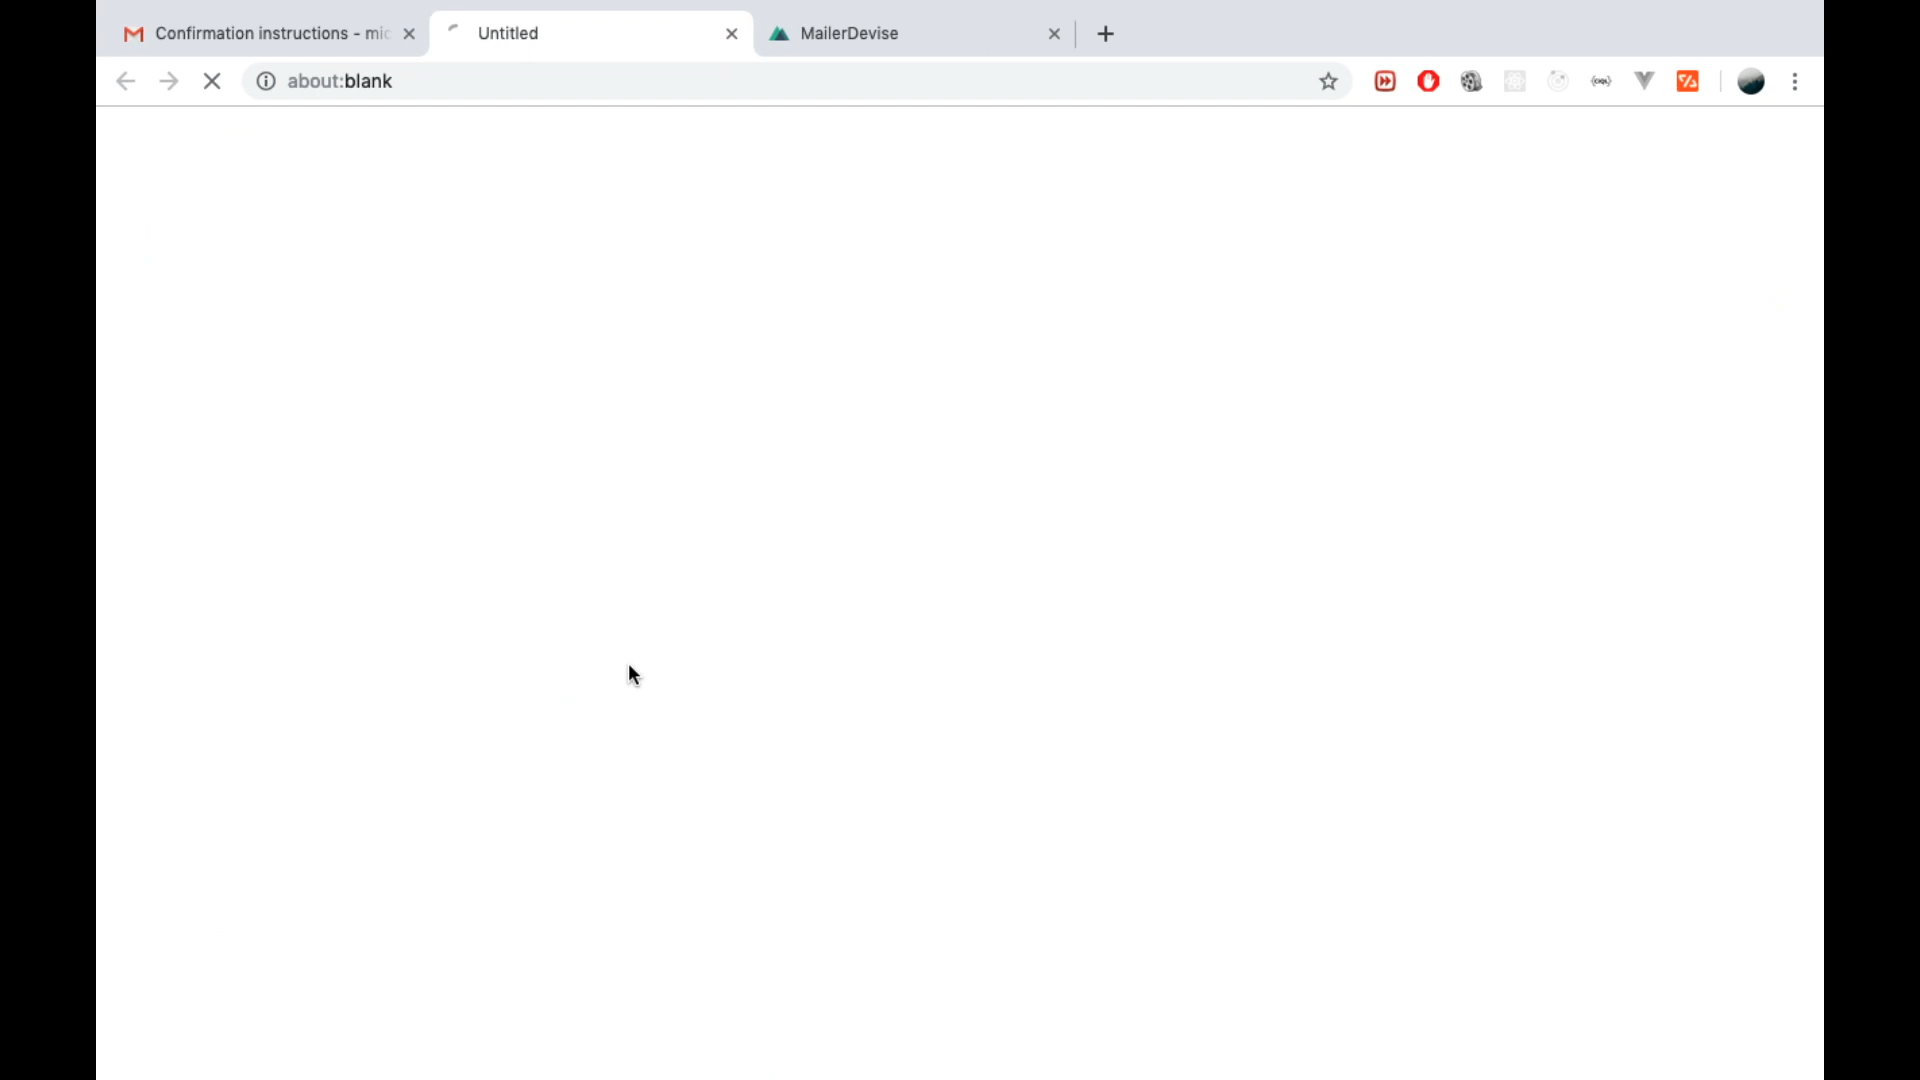 Confirmation instructions - mic
Untitled
MailerDevise
about:blank